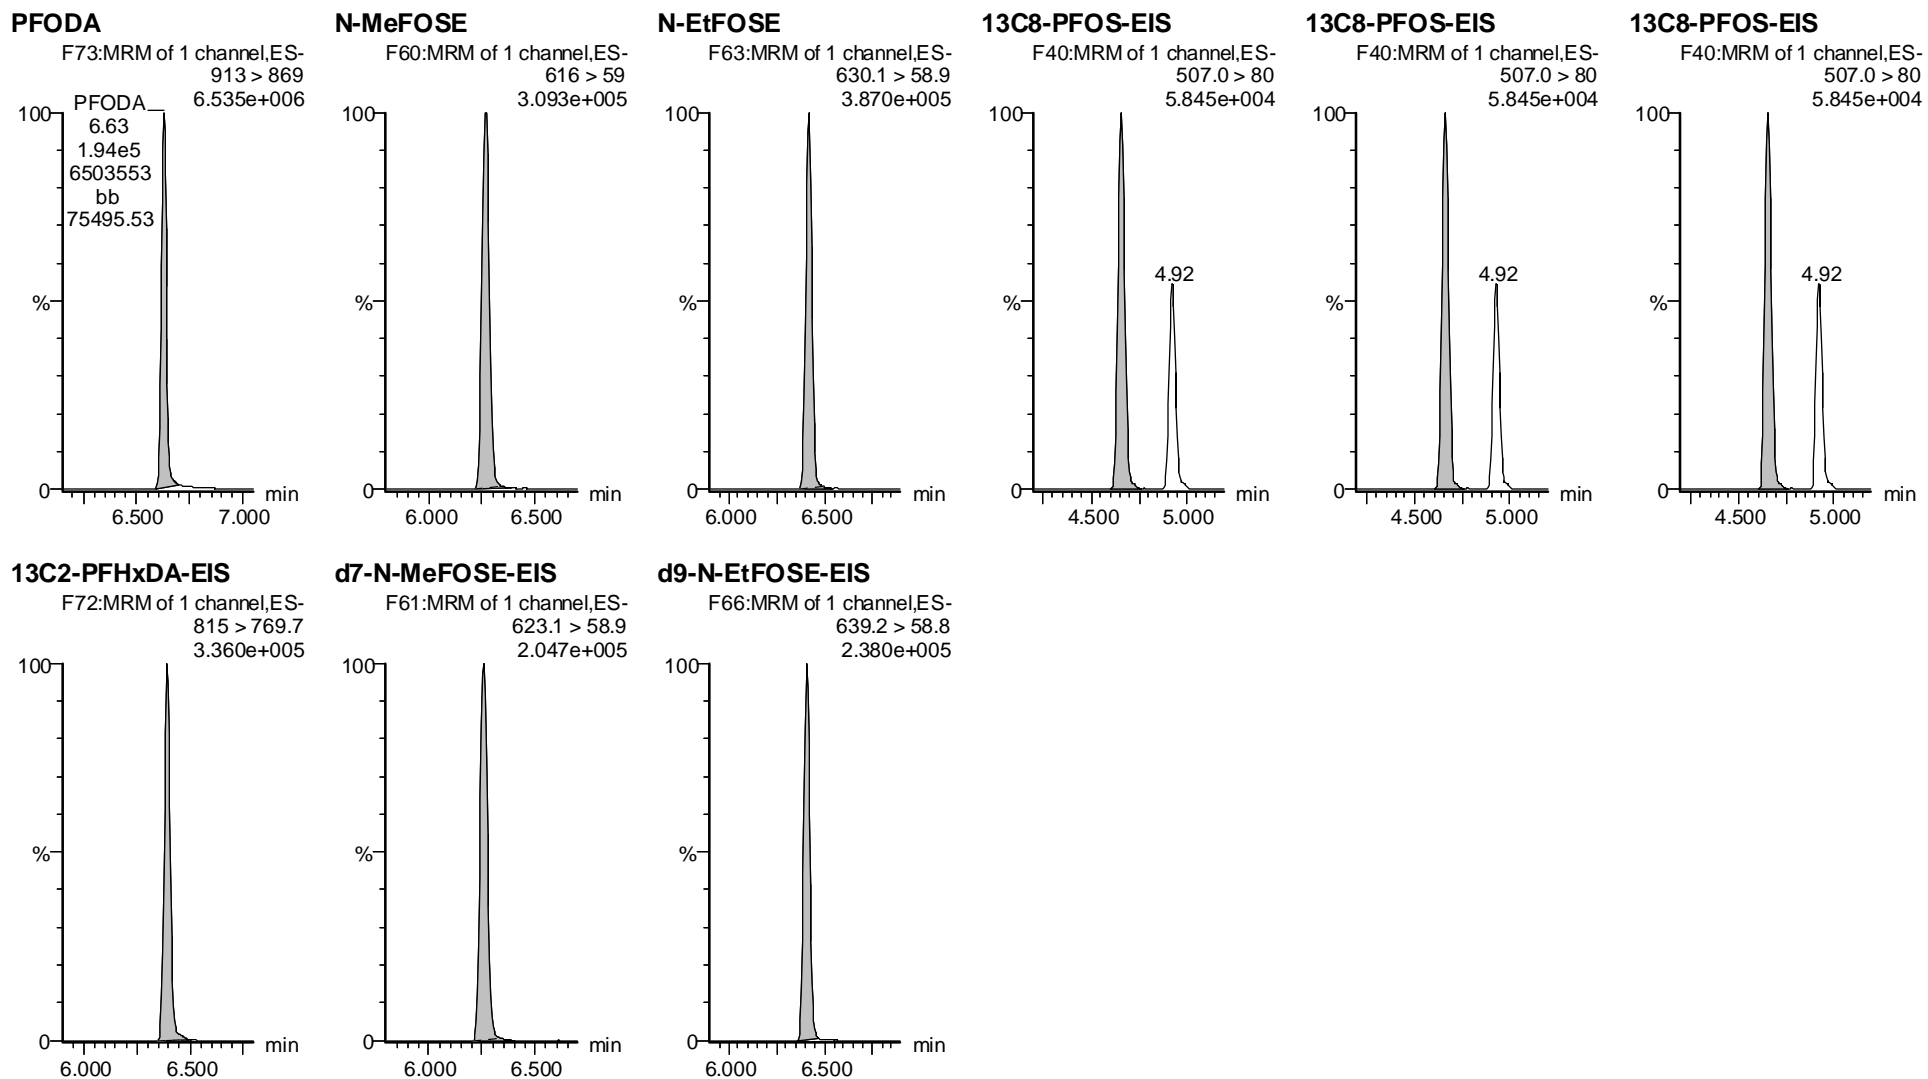 PFODA
F73:MRM of 1 channel,ES-
913 > 869
6.535e+006
PFODA
6.63
1.94e5
6503553
bb
75495.53
100
%
0
min
6.500
7.000
N-MeFOSE
F60:MRM of 1 channel,ES-
616 > 59
3.093e+005
100
%
0
min
6.000
6.500
N-EtFOSE
F63:MRM of 1 channel,ES-
630.1 > 58.9
3.870e+005
100
%
0
min
6.000
6.500
13C8-PFOS-EIS
F40:MRM of 1 channel,ES-
507.0 > 80
5.845e+004
100
4.92
%
0
min
4.500
5.000
13C8-PFOS-EIS
F40:MRM of 1 channel,ES-
507.0 > 80
5.845e+004
100
4.92
%
0
min
4.500
5.000
13C8-PFOS-EIS
F40:MRM of 1 channel,ES-
507.0 > 80
5.845e+004
100
4.92
%
0
min
4.500
5.000
13C2-PFHxDA-EIS
F72:MRM of 1 channel,ES-
815 > 769.7
3.360e+005
100
%
0
min
6.000
6.500
d7-N-MeFOSE-EIS
F61:MRM of 1 channel,ES-
623.1 > 58.9
2.047e+005
100
%
0
min
6.000
6.500
d9-N-EtFOSE-EIS
F66:MRM of 1 channel,ES-
639.2 > 58.8
2.380e+005
100
%
0
min
6.000
6.500